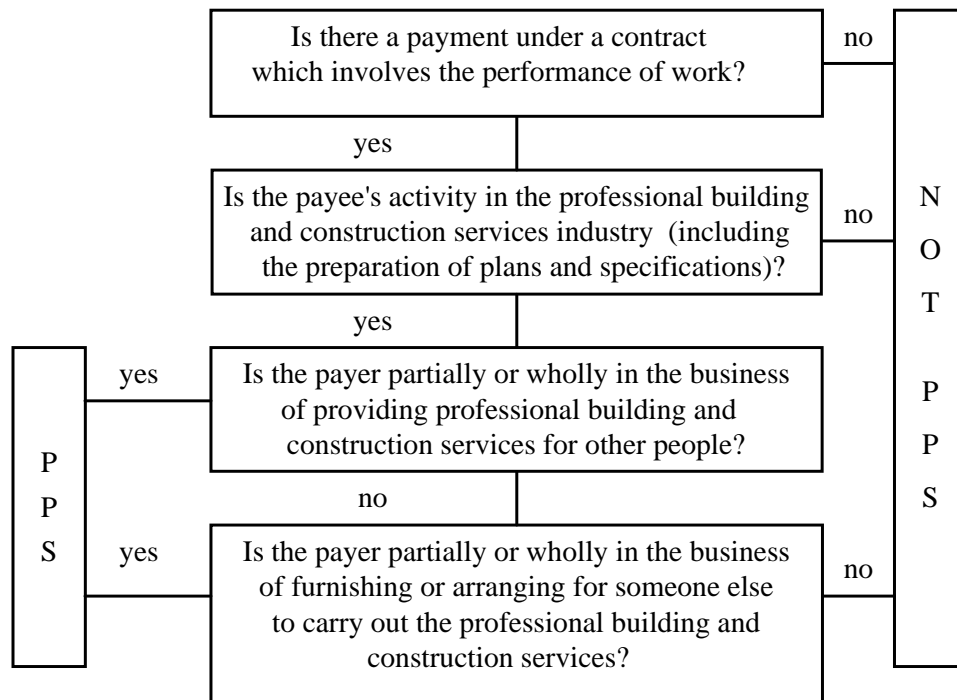 Is there a payment under a contract
which involves the performance of work?
no
yes
Is the payee's activity in the professional building
and construction services industry (including
the preparation of plans and specifications)?
no
yes
Is the payer partially or wholly in the business
of providing professional building and
construction services for other people?
yes
no
Is the payer partially or wholly in the business
of furnishing or arranging for someone else
to carry out the professional building and
construction services?
yes
no
P
P
S
N
O
T
P
P
S